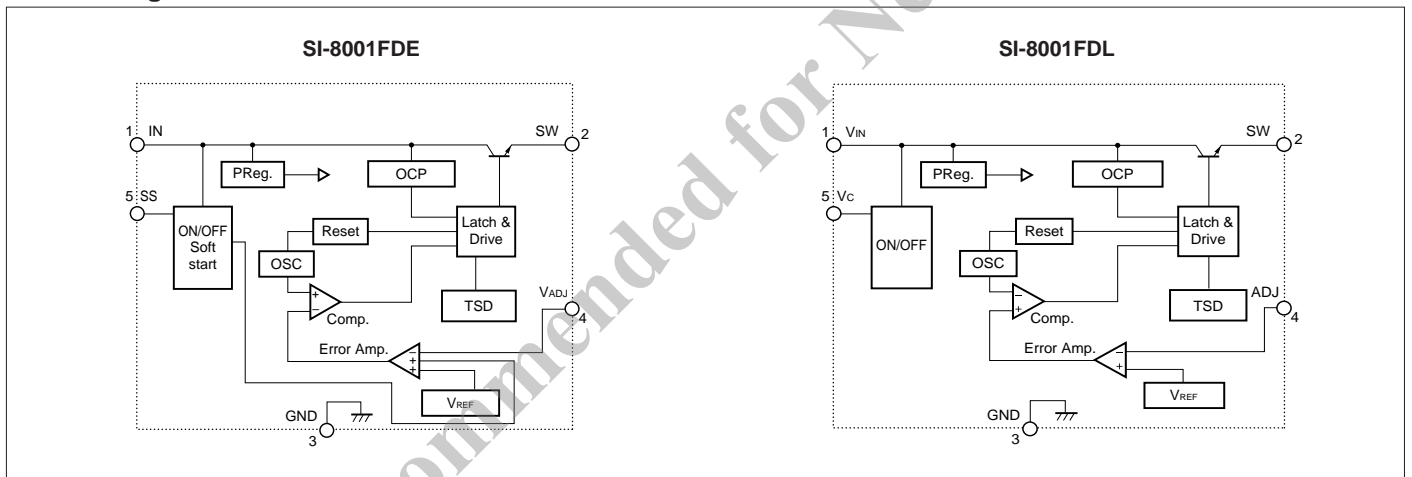 SI-8001FDE
1 IN
SW 2
PReg.
OCP
5 SS
ON/OFF
Soft
start
Reset
Latch &
Drive
OSC
+
−
Comp.
TSD
VADJ
4
Error Amp.
−
+
+
VREF
GND
3
SI-8001FDL
1 VIN
SW 2
PReg.
OCP
5 VC
ON/OFF
Reset
Latch &
Drive
OSC
−
+
Comp.
TSD
ADJ
4
Error Amp.
−
+
VREF
GND
3
ommended for N